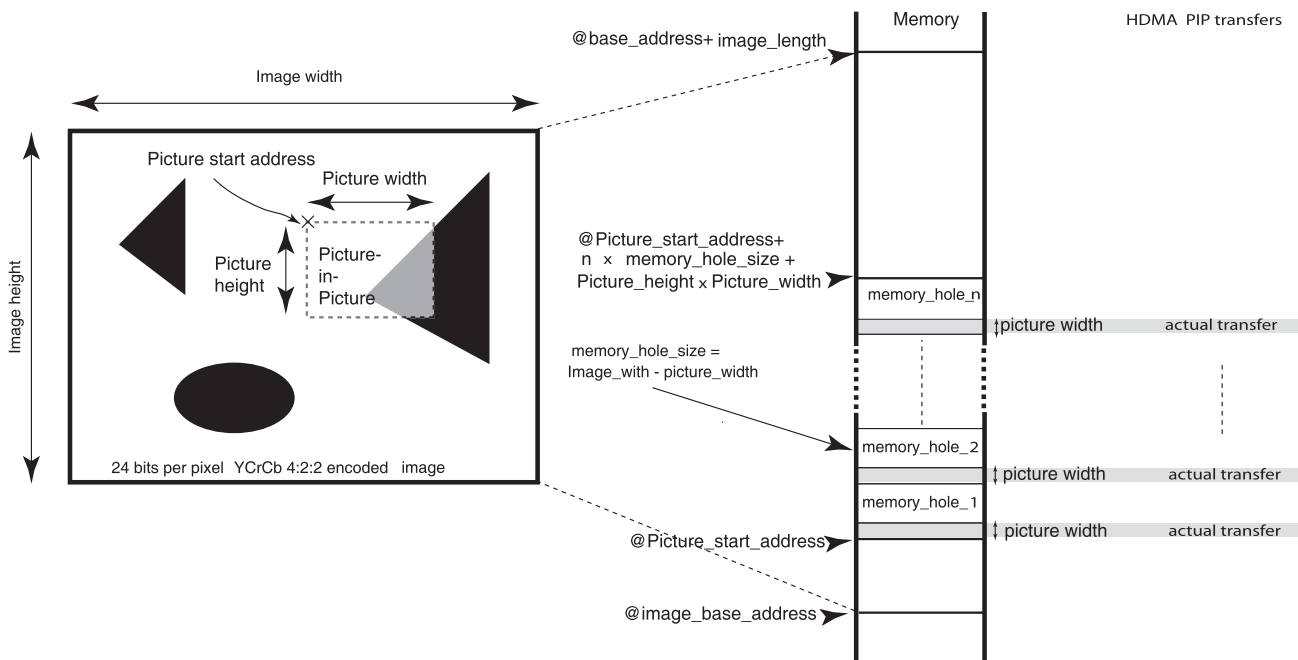 Memory
HDMA PIP transfers
@base_address+ image_length
Image width
Image height
Picture start address
Picture width
Picture
height
Picture-
in-
Picture
24 bits per pixel YCrCb 4:2:2 encoded image
@Picture_start_address+
n x memory_hole_size +
Picture_height x Picture_width
memory_hole_n
picture width actual transfer
memory_hole_size =
Image_with - picture_width
memory_hole_2
picture width actual transfer
memory_hole_1
picture width actual transfer
@Picture_start_address
@image_base_address